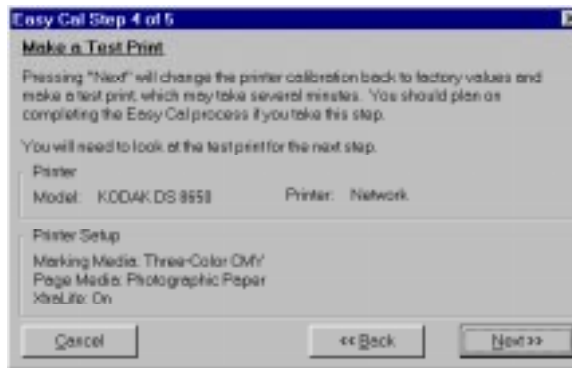 Easy Cal Step 4 of 5
Make a Test Print
Pressing "Next" will change the printer calibration back to factory values and
make a test print, which may take several minutes. You should plan on
completing the Easy Cal process if you take this step.
You will need to look at the test print for the next step.
Printer
Model: KODAK DS 8650 Printer: Network
Printer Setup
Marking Media: Three-Color CMY
Page Media: Photographic Paper
XtraLife: On
Cancel << Back Next >>